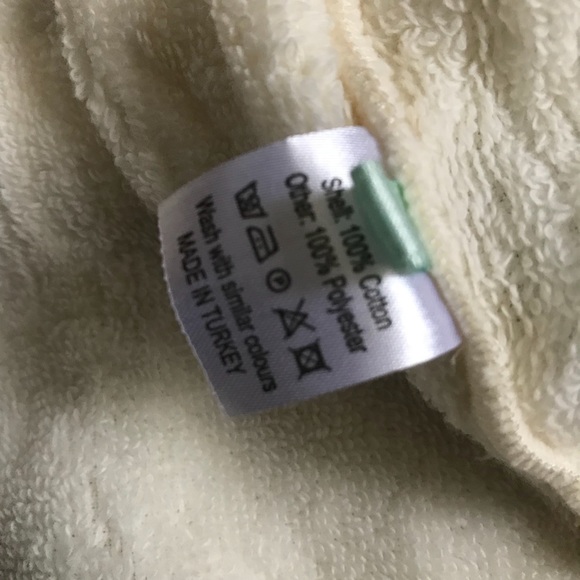 Shell: 100% Cotton
Other: 100% Polyester
Wash with similar colours
MADE IN TURKEY